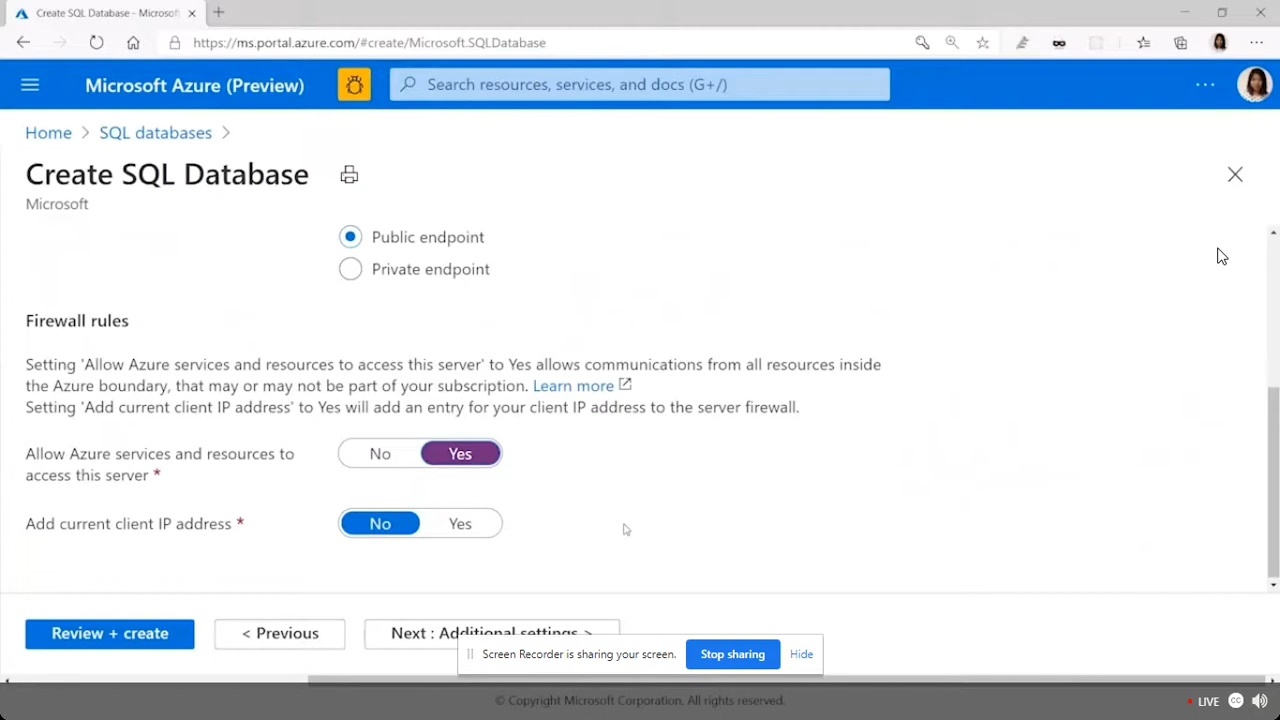 Create SQL Database - Microsof
https://ms.portal.azure.com/#create/Microsoft.SQLDatabase
Microsoft Azure (Preview)
Search resources, services, and docs (G+/)
Home > SQL databases >
Create SQL Database
Microsoft
Public endpoint
Private endpoint
Firewall rules
Setting 'Allow Azure services and resources to access this server' to Yes allows communications from all resources inside
the Azure boundary, that may or may not be part of your subscription. Learn more
Setting 'Add current client IP address' to Yes will add an entry for your client IP address to the server firewall.
Allow Azure services and resources to
access this server *
No Yes
Add current client IP address *
No Yes
Review + create
< Previous
Next : Additional settings >
Screen Recorder is sharing your screen.
Stop sharing
Hide
© Copyright Microsoft Corporation. All rights reserved.
LIVE
CC